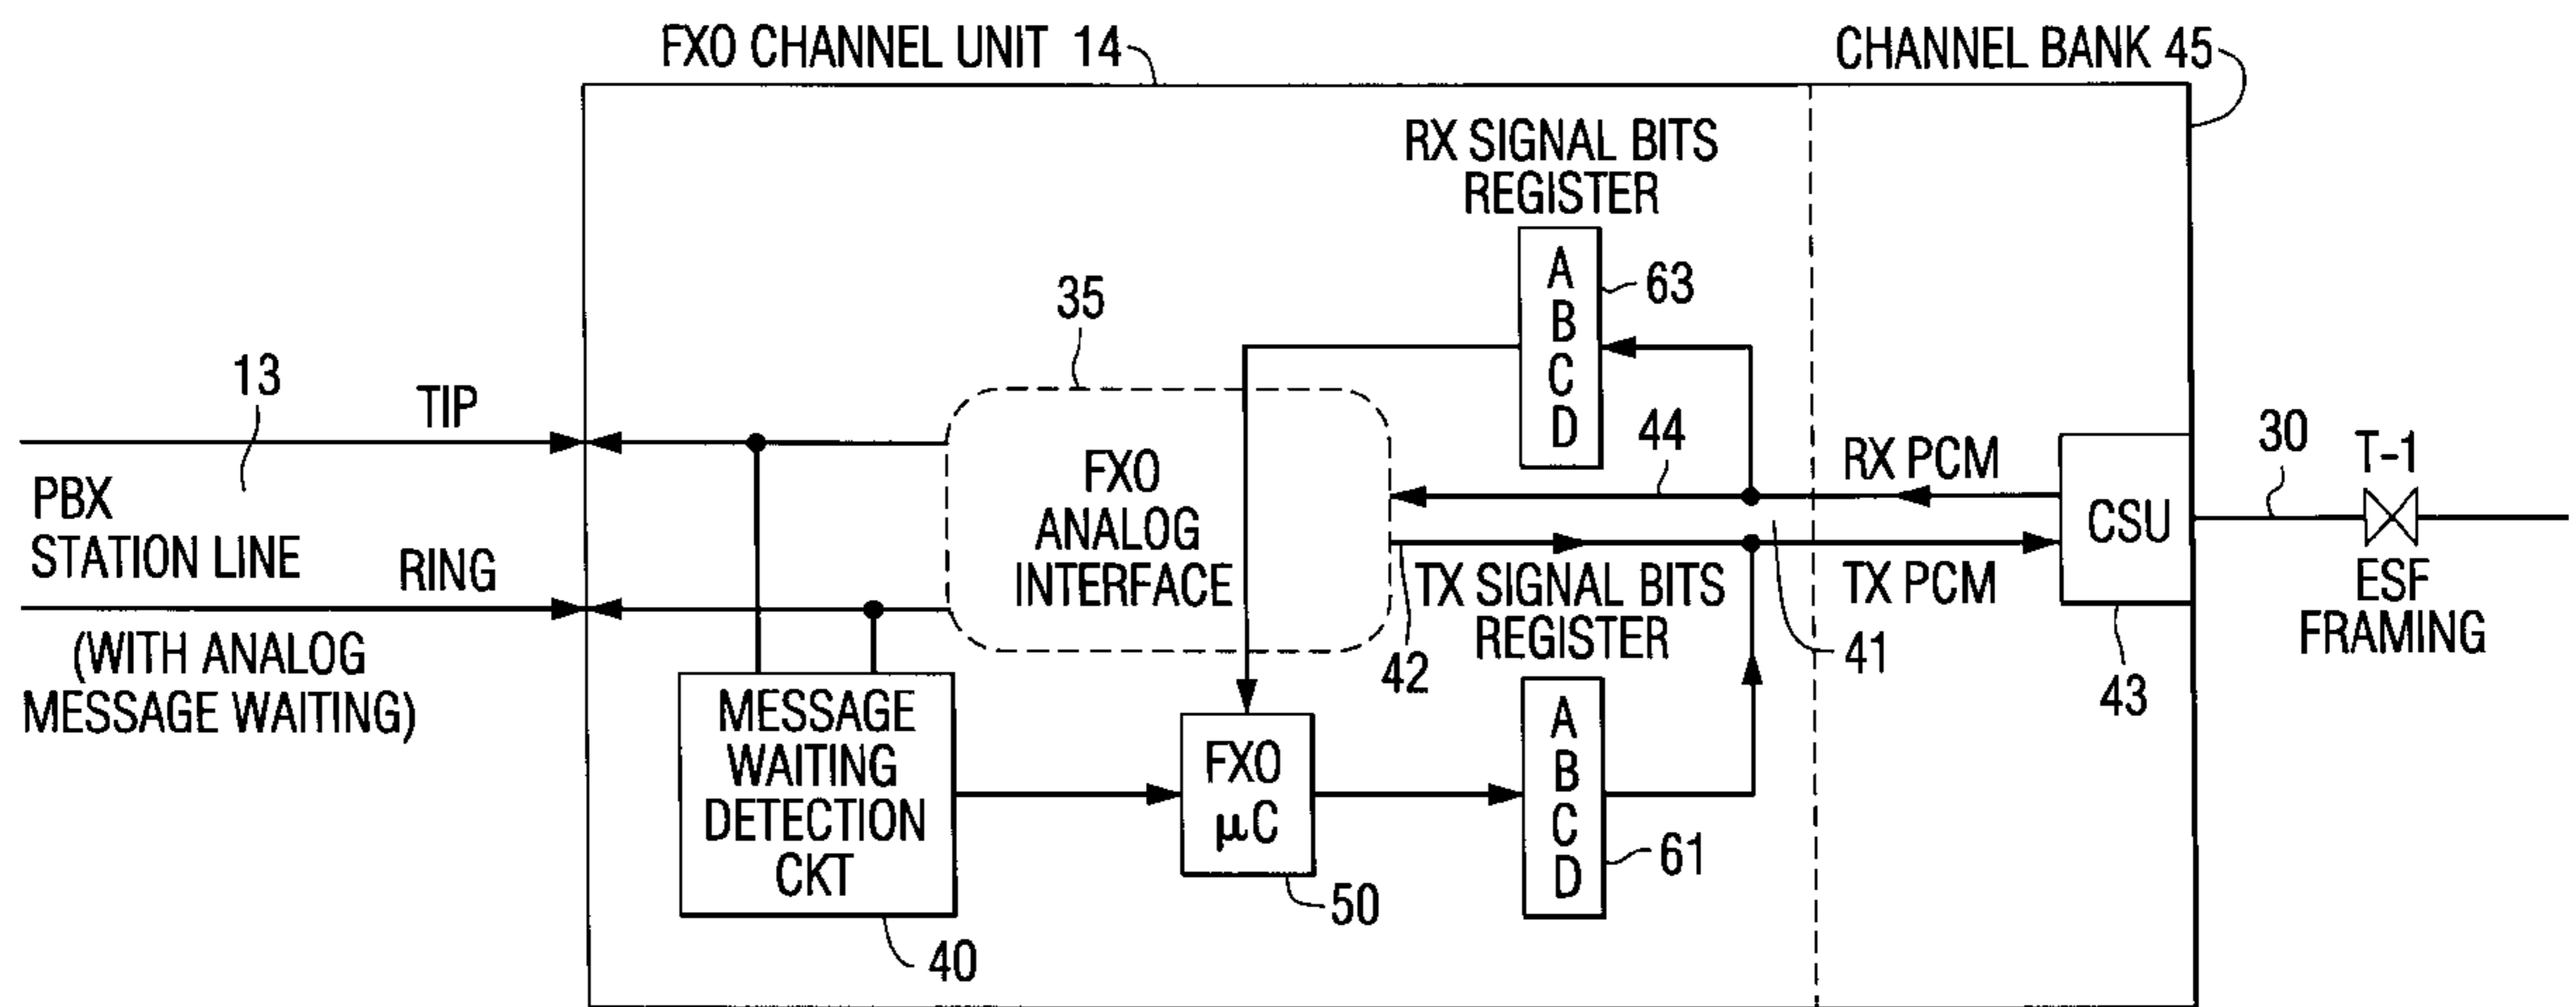 FXO CHANNEL UNIT 14
CHANNEL BANK 45
RX SIGNAL BITS
REGISTER
A
B
C
D
63
35
13
TIP
PBX
STATION LINE
RING
(WITH ANALOG
MESSAGE WAITING)
FXO
ANALOG
INTERFACE
44
RX PCM
30
T-1
CSU
ESF
FRAMING
42
TX SIGNAL BITS
REGISTER
41
TX PCM
43
MESSAGE
WAITING
DETECTION
CKT
40
FXO
µC
50
A
B
C
D
61